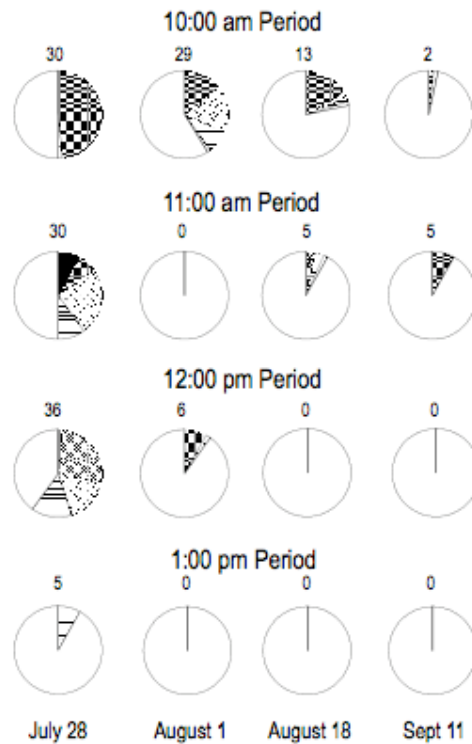 10:00 am Period
30 29 13 2
11:00 am Period
30 0 5 5
12:00 pm Period
36 6 0 0
1:00 pm Period
5 0 0 0
July 28 August 1 August 18 Sept 11